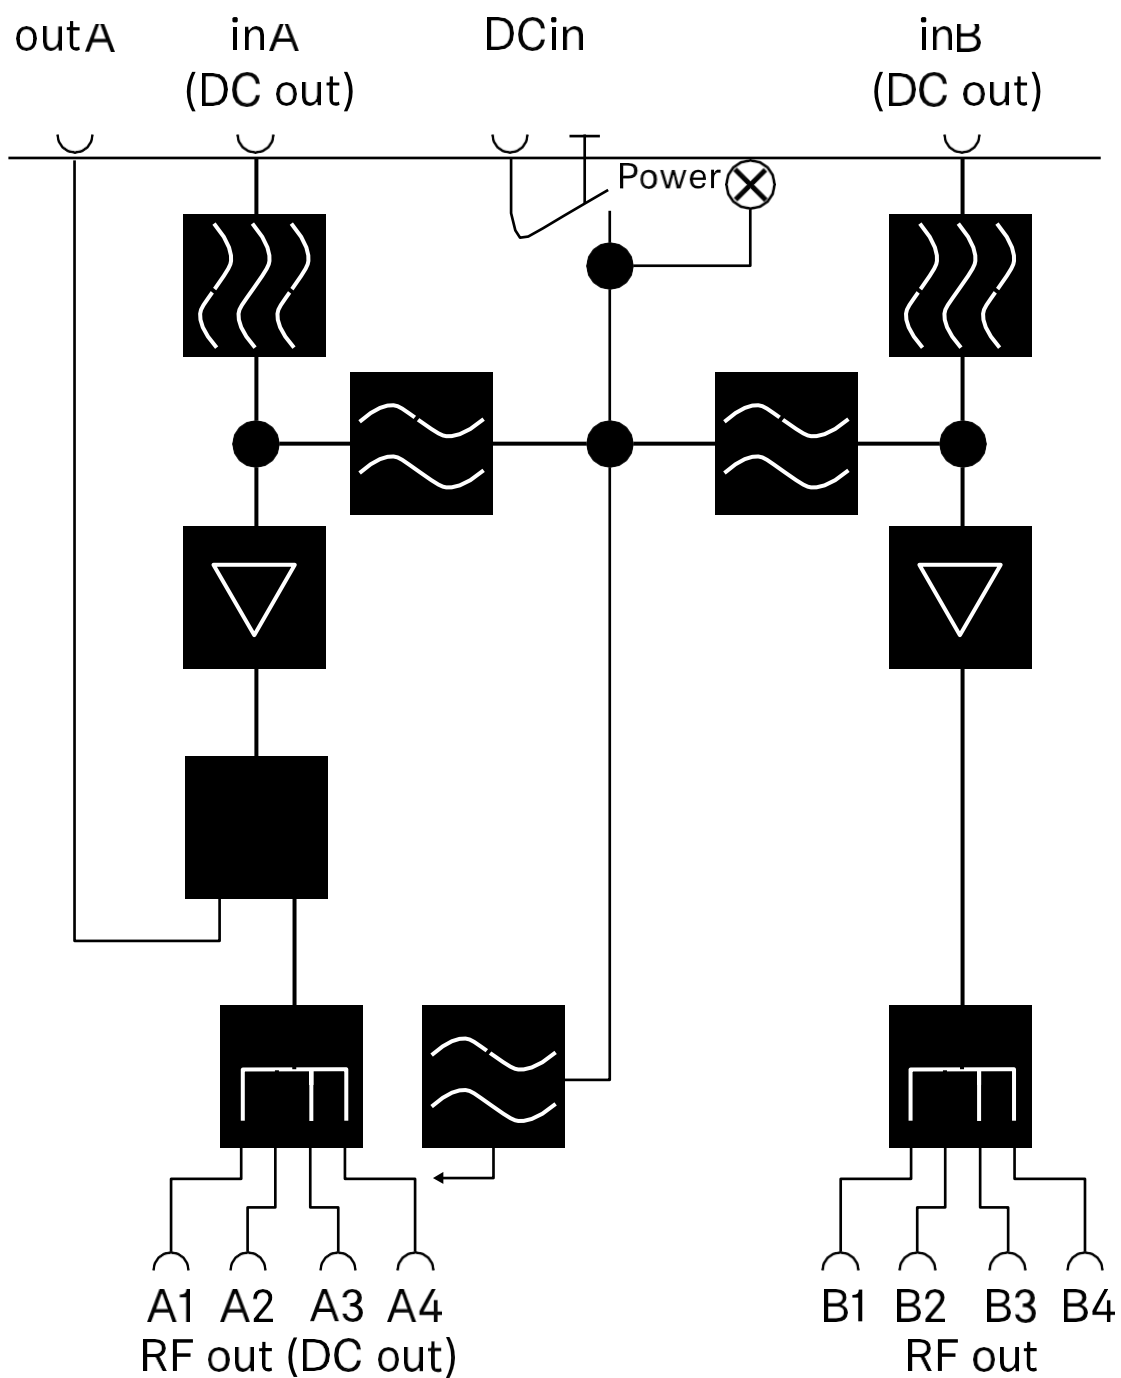 outA inA DCin inB
(DC out) (DC out)
Power
A1 A2 A3 A4 B1 B2 B3 B4
RF out (DC out) RF out